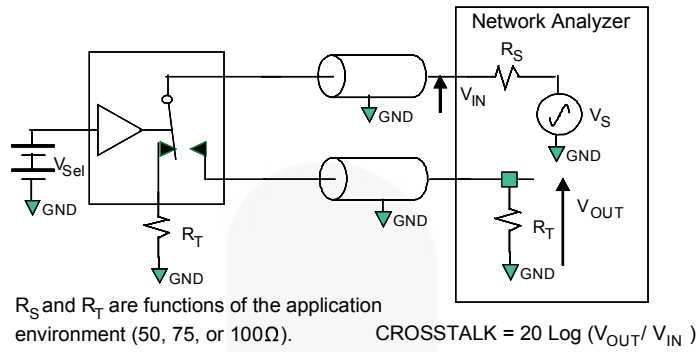 Network Analyzer
R_S
V_IN
GND
V_S
GND
V_Sel
GND
GND
R_T
V_OUT
R_T
GND
GND
R_S and R_T are functions of the application
environment (50, 75, or 100Ω).
CROSSTALK = 20 Log (V_OUT/ V_IN )